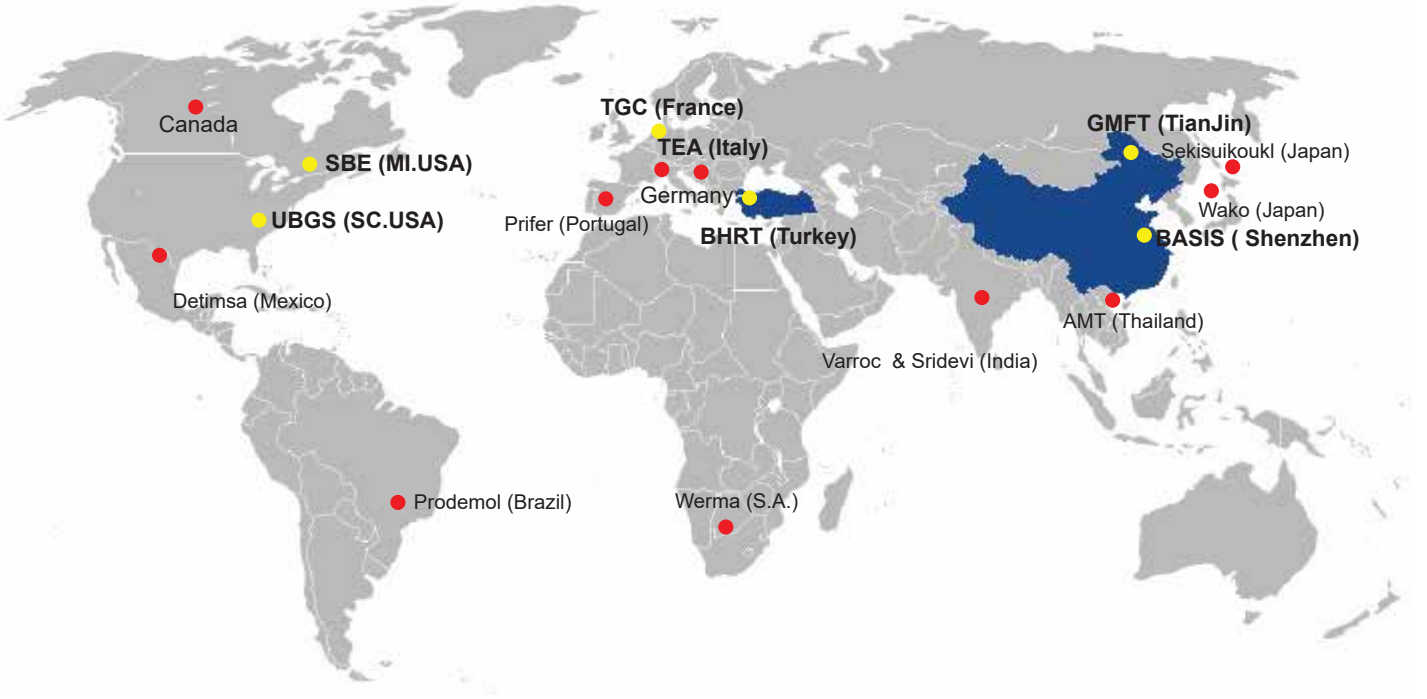 TGC (France)
Canada
GMFT (TianJin)
TEA (Italy)
Sekisuikoukl (Japan)
SBE (MI.USA)
Germany
Wako (Japan)
UBGS (SC.USA)
Prifer (Portugal)
BHRT (Turkey)
BASIS ( Shenzhen)
Detimsa (Mexico)
AMT (Thailand)
Varroc & Sridevi (India)
Prodemol (Brazil)
Werma (S.A.)